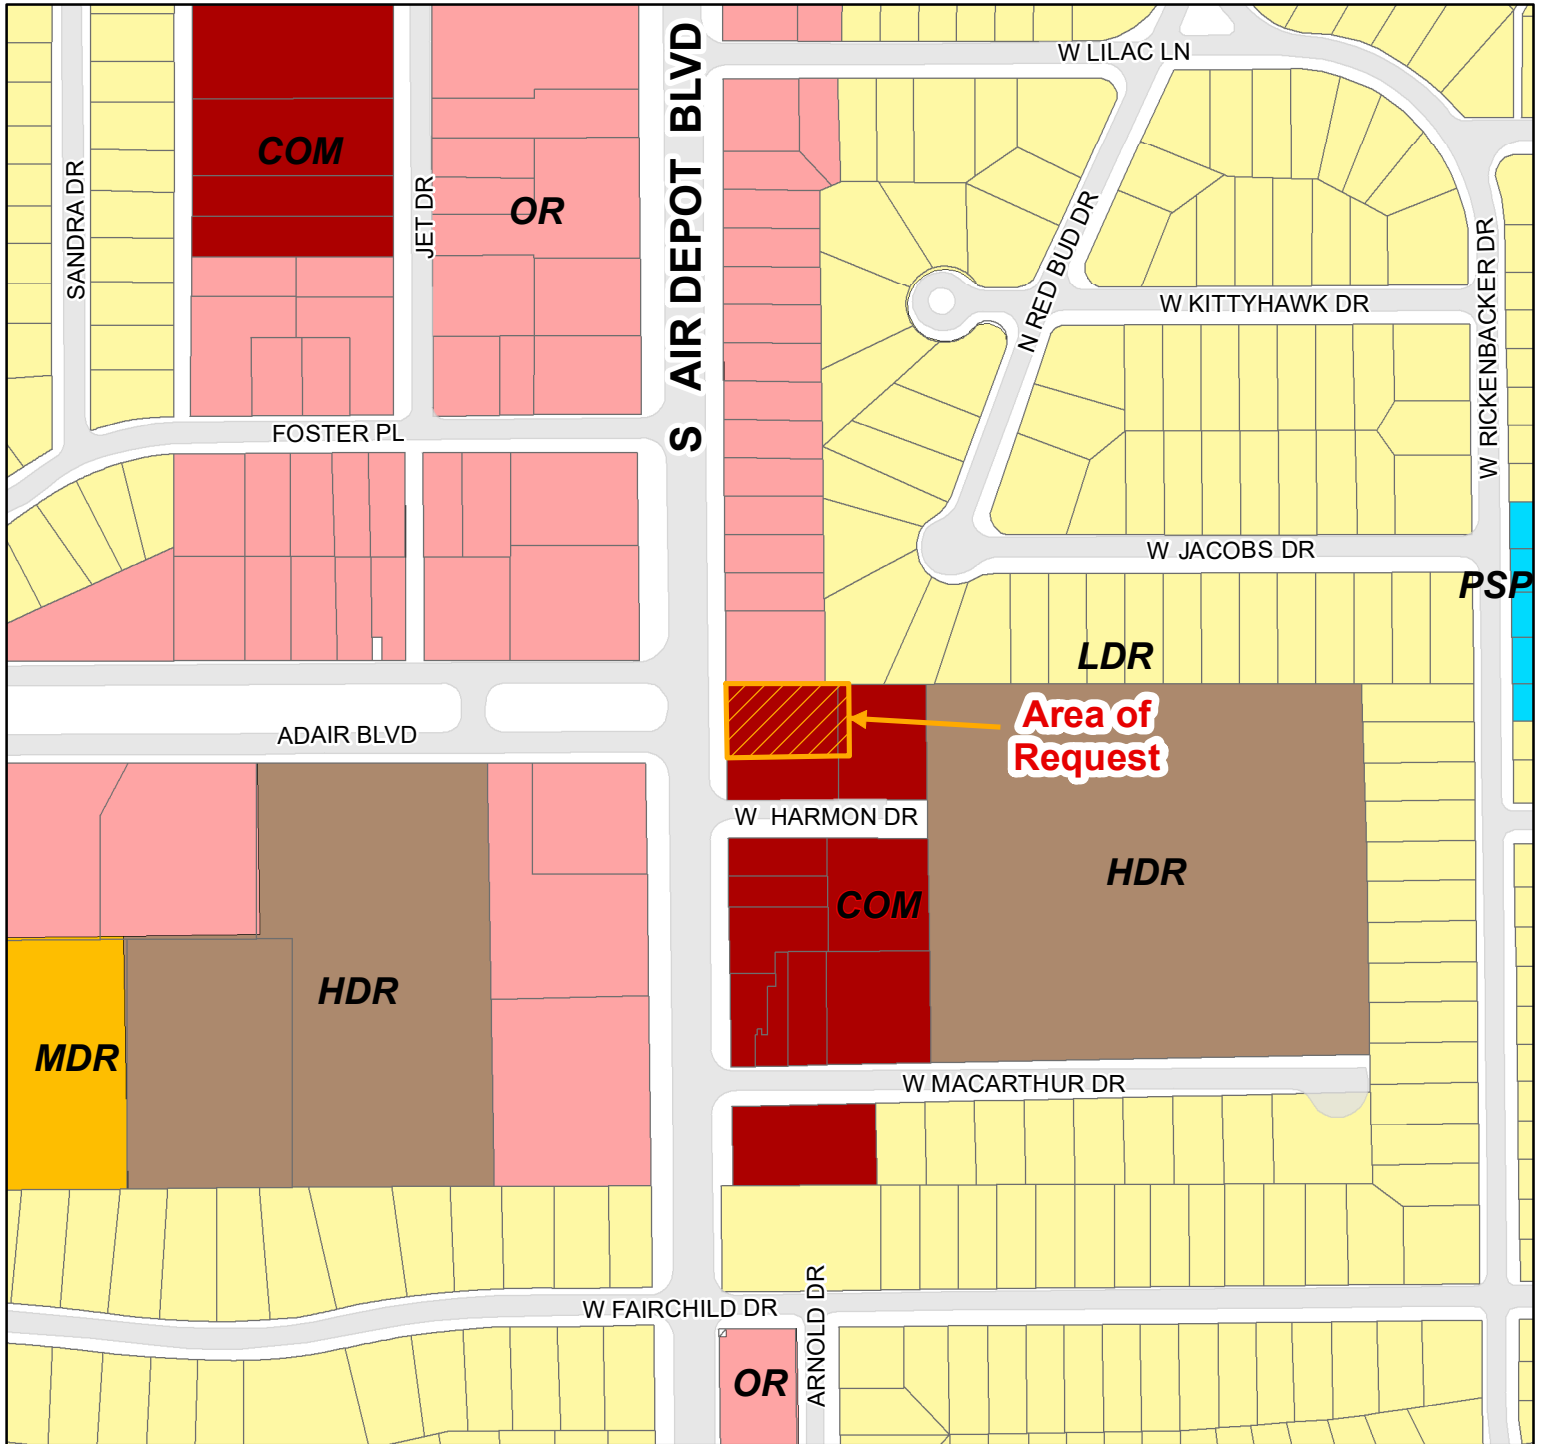 W LILAC LN
S AIR DEPOT BLVD
COM
SANDRA DR
JET DR
OR
N RED BUD DR
W KITTYHAWK DR
W RICKENBACKER DR
FOSTER PL
W JACOBS DR
PSP
LDR
Area of
Request
ADAIR BLVD
W HARMON DR
HDR
COM
HDR
MDR
W MACARTHUR DR
W FAIRCHILD DR
ARNOLD DR
OR